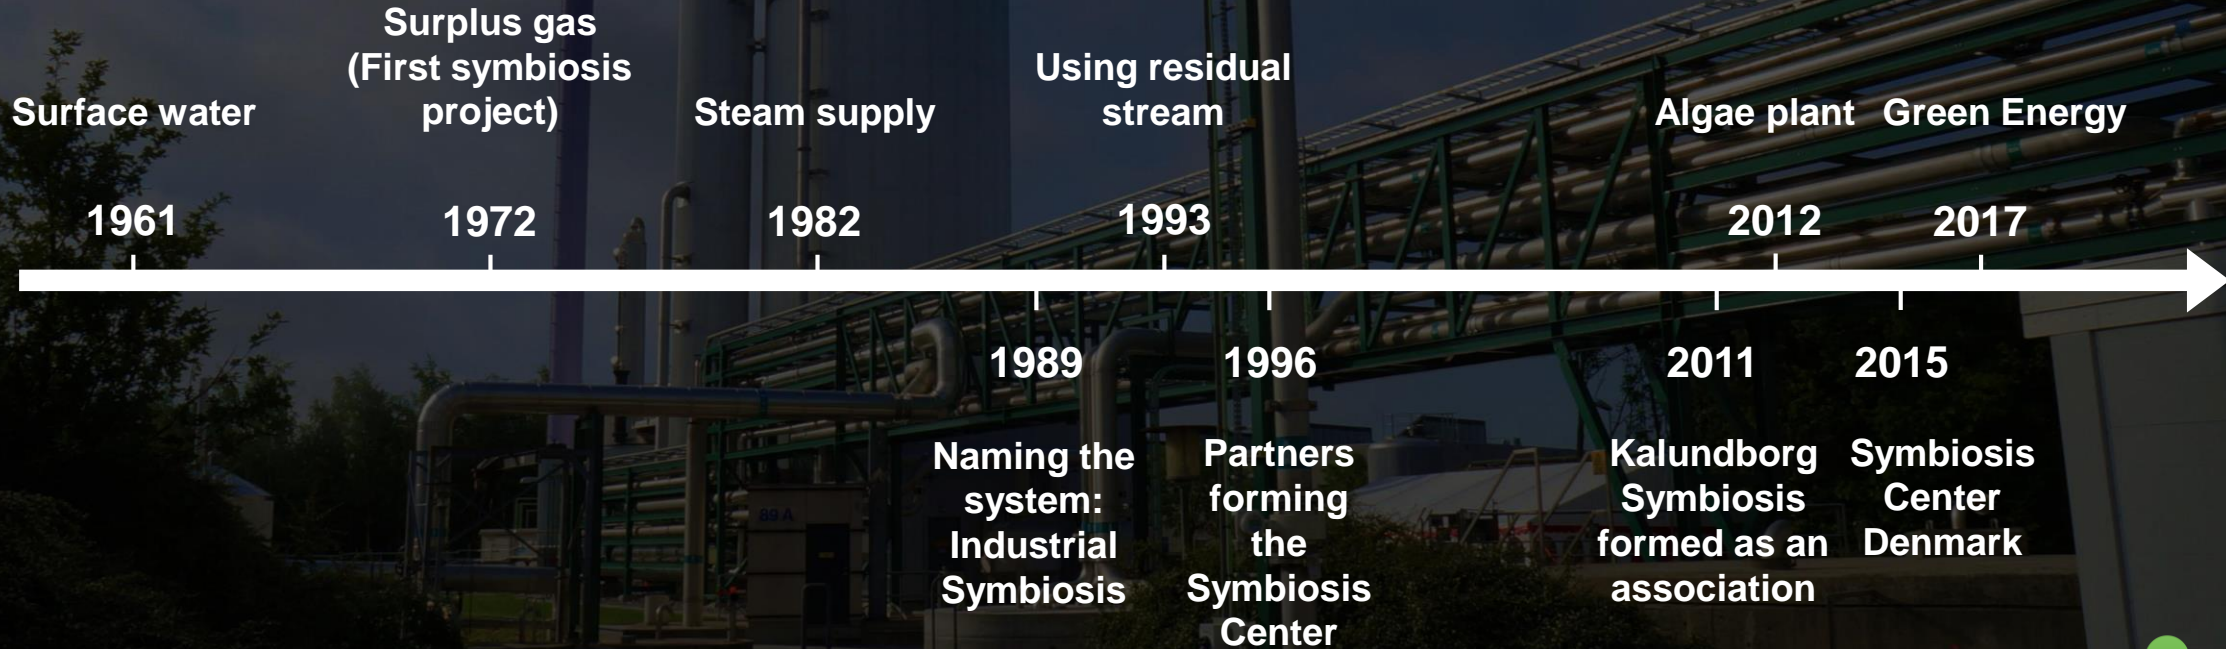 Surface water
1961
Surplus gas
(First symbiosis
project)
1972
Steam supply
1982
1989
Naming the
system:
Industrial
Symbiosis
Using residual
stream
1993
1996
Partners
forming
the
Symbiosis
Center
2011
Kalundborg
Symbiosis
formed as an
association
Algae plant
2012
2015
Symbiosis
Center
Denmark
Green Energy
2017
89 A